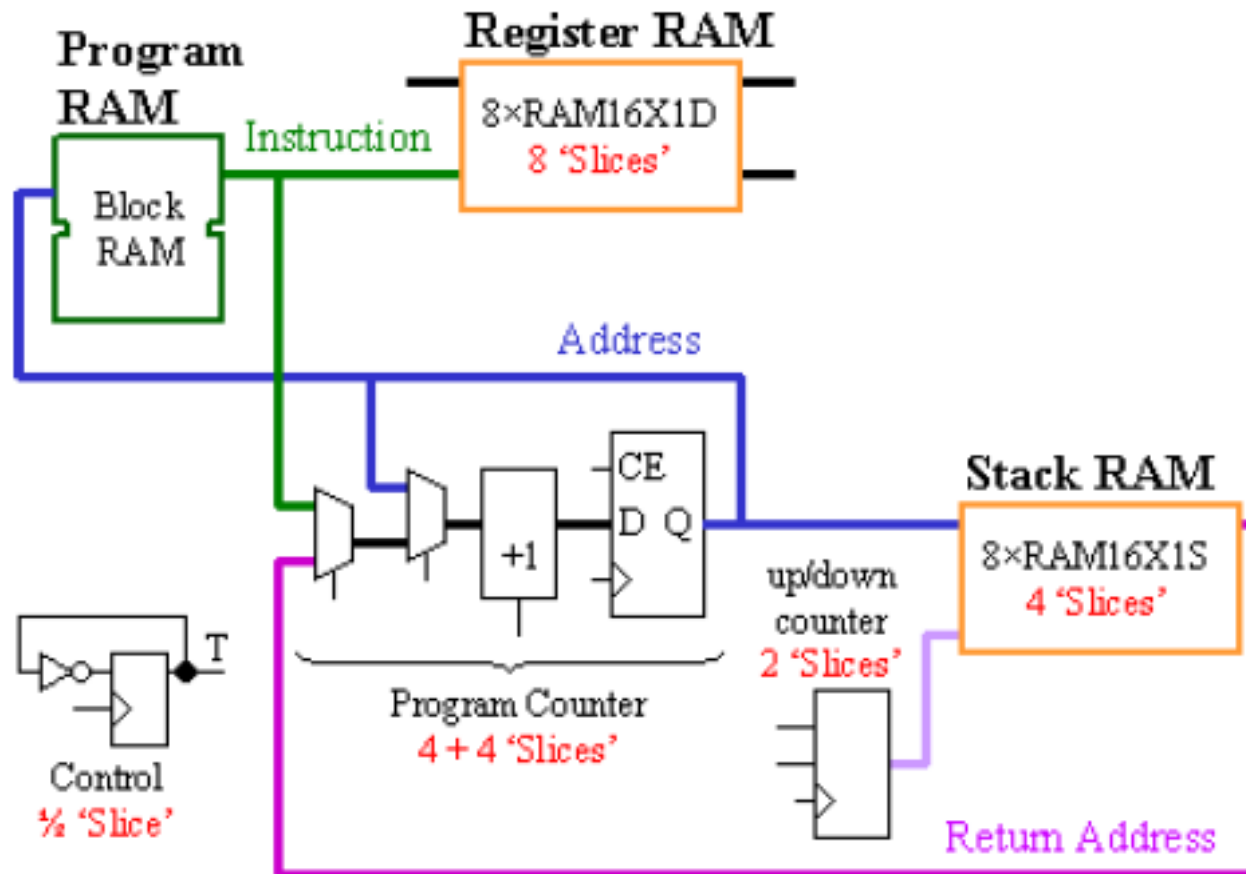 Program
RAM
Register RAM
8×RAM16X1D
8 ‘Slices’
Instruction
Block
RAM
Address
CE
D Q
+1
Stack RAM
8×RAM16X1S
4 ‘Slices’
up/down
counter
2 ‘Slices’
T
Program Counter
4 + 4 ‘Slices’
Control
½ ‘Slice’
Return Address